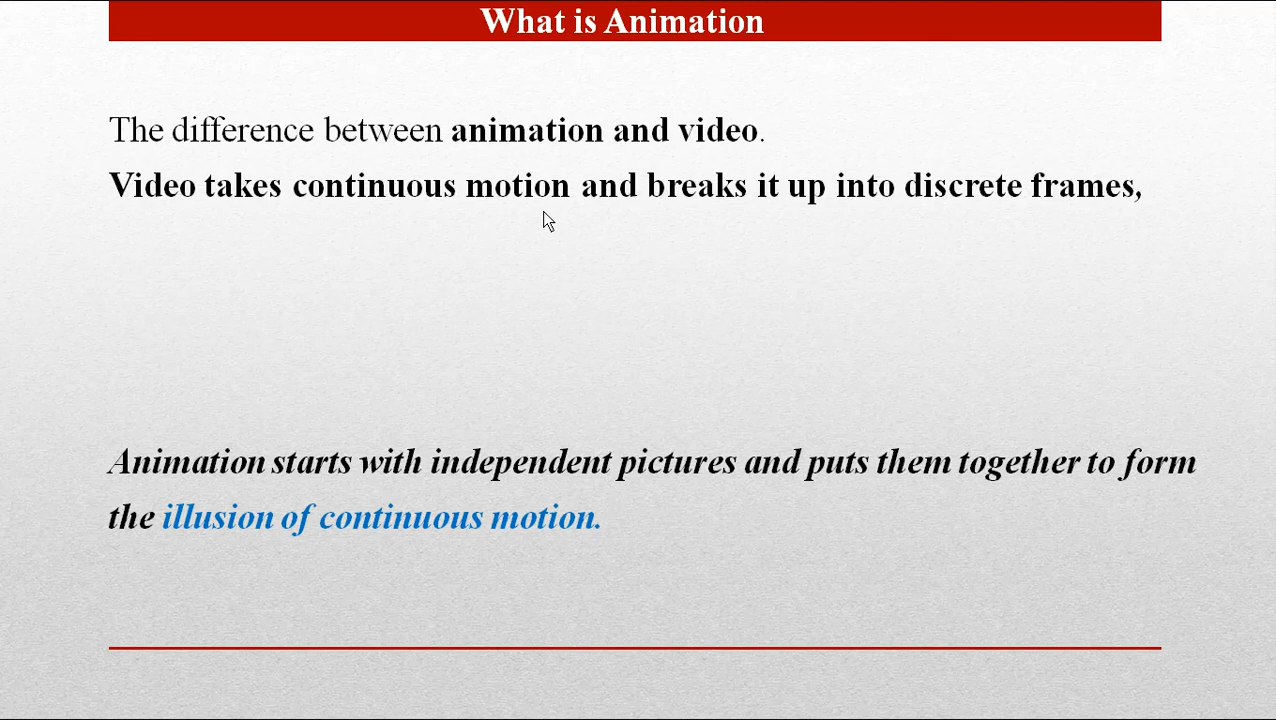 What is Animation
The difference between animation and video.
Video takes continuous motion and breaks it up into discrete frames,
Animation starts with independent pictures and puts them together to form
the illusion of continuous motion.